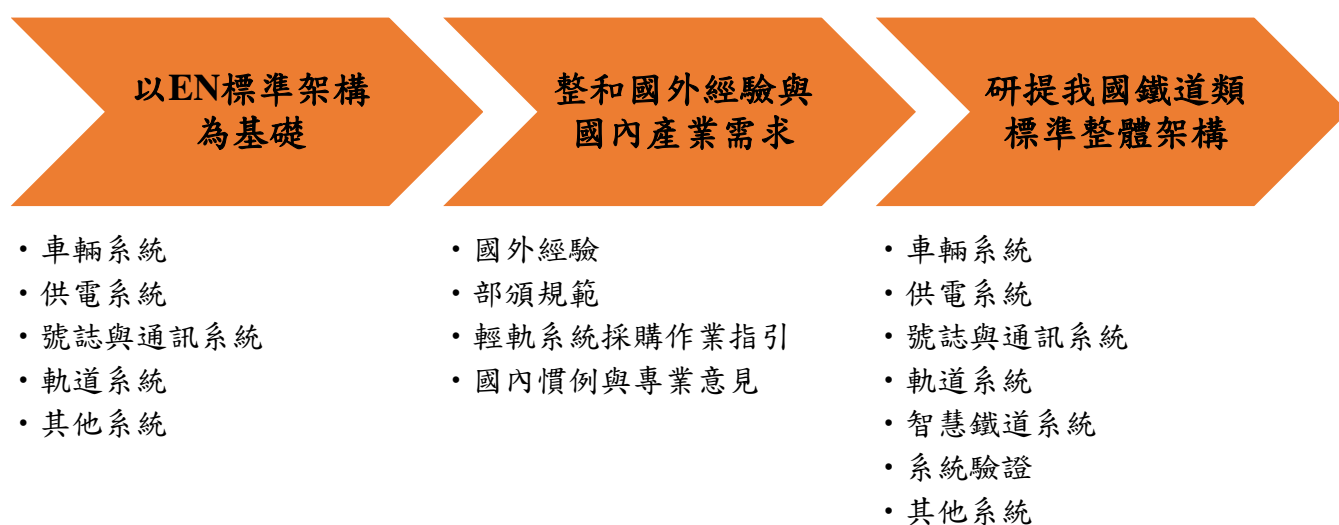 以EN標準架構
為基礎
• 車輛系統
• 供電系統
• 號誌與通訊系統
• 軌道系統
• 其他系統
整和國外經驗與
國內產業需求
• 國外經驗
• 部頒規範
• 輕軌系統採購作業指引
• 國內慣例與專業意見
研提我國鐵道類
標準整體架構
• 車輛系統
• 供電系統
• 號誌與通訊系統
• 軌道系統
• 智慧鐵道系統
• 系統驗證
• 其他系統